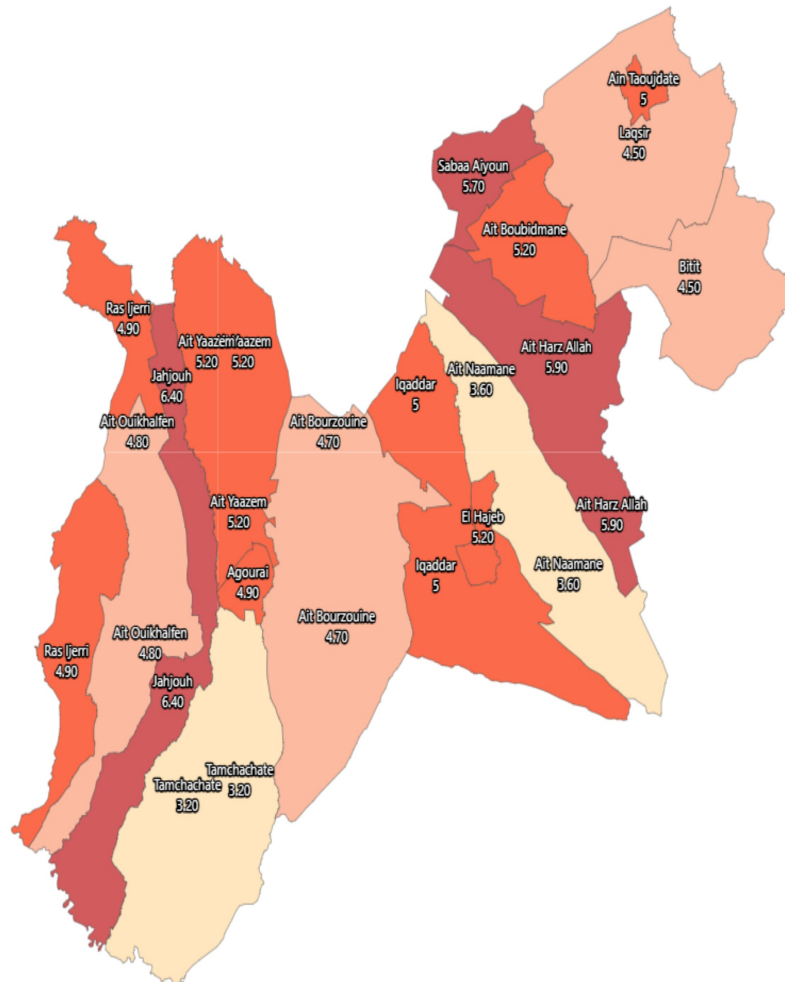 Ain Taoujdate
5
Laqsir
4.50
Sabaa Aiyoun
5.70
Ait Boubidmane
5.20
Bitit
4.50
Ras Ijerri
4.90
Ait Yaazem
5.20
5.20
Ait Harz Allah
5.90
Jahjouh
6.40
Ait Naamane
3.60
Iqaddar
5
Ait Ouikhalfen
4.80
Ait Bourzouine
4.70
Ait Yaazem
5.20
Ait Harz Allah
5.90
El Hajeb
5.20
Iqaddar
5
Ait Naamane
3.60
Agourai
4.90
Ait Bourzouine
4.70
Ait Ouikhalfen
4.80
Ras Ijerri
4.90
Jahjouh
6.40
Tamchachate
3.20
Tamchachate
3.20